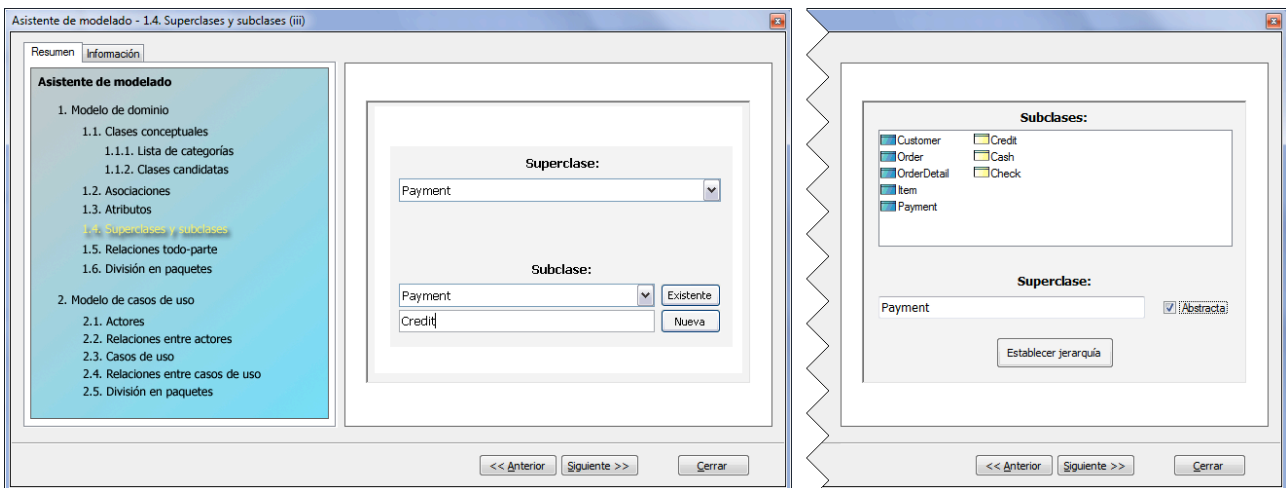 Asistente de modelado - 1.4. Superclases y subclases (iii)
Resumen
Información
Asistente de modelado
1. Modelo de dominio
1.1. Clases conceptuales
1.1.1. Lista de categorías
1.1.2. Clases candidatas
1.2. Asociaciones
1.3. Atributos
1.4. Superclases y subclases
1.5. Relaciones todo-parte
1.6. División en paquetes
2. Modelo de casos de uso
2.1. Actores
2.2. Relaciones entre actores
2.3. Casos de uso
2.4. Relaciones entre casos de uso
2.5. División en paquetes
Superclase:
Payment
Subclase:
Payment
Existente
Credit
Nueva
<< Anterior
Siguiente >>
Cerrar
Subclases:
Customer
Order
OrderDetail
Item
Payment
Credit
Cash
Check
Superclase:
Payment
Abstracta
Establecer jerarquía
<< Anterior
Siguiente >>
Cerrar